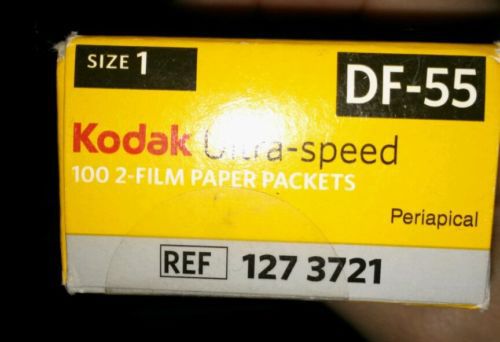 SIZE 1
DF-55
Kodak Ultra-speed
100 2-FILM PAPER PACKETS
Periapical
REF 127 3721